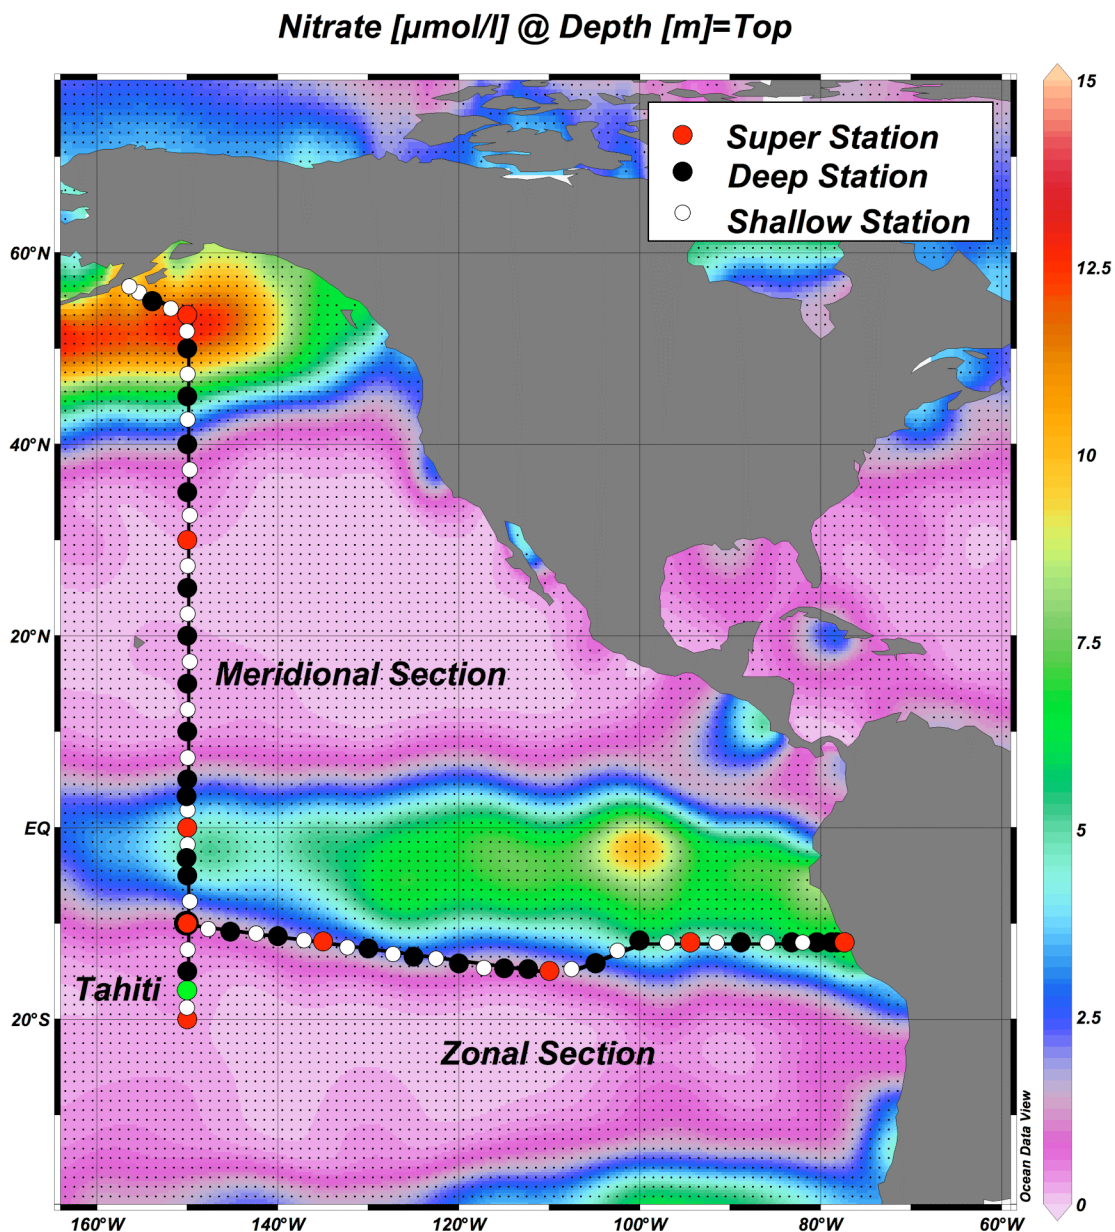 Nitrate [µmol/l] @ Depth [m]=Top
Super Station
Deep Station
Shallow Station
60°N
40°N
20°N
EQ
20°S
Meridional Section
Tahiti
Zonal Section
160°W
140°W
120°W
100°W
80°W
60°W
Ocean Data View
15
12.5
10
7.5
5
2.5
0